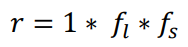 r = 1 * f_l * f_s